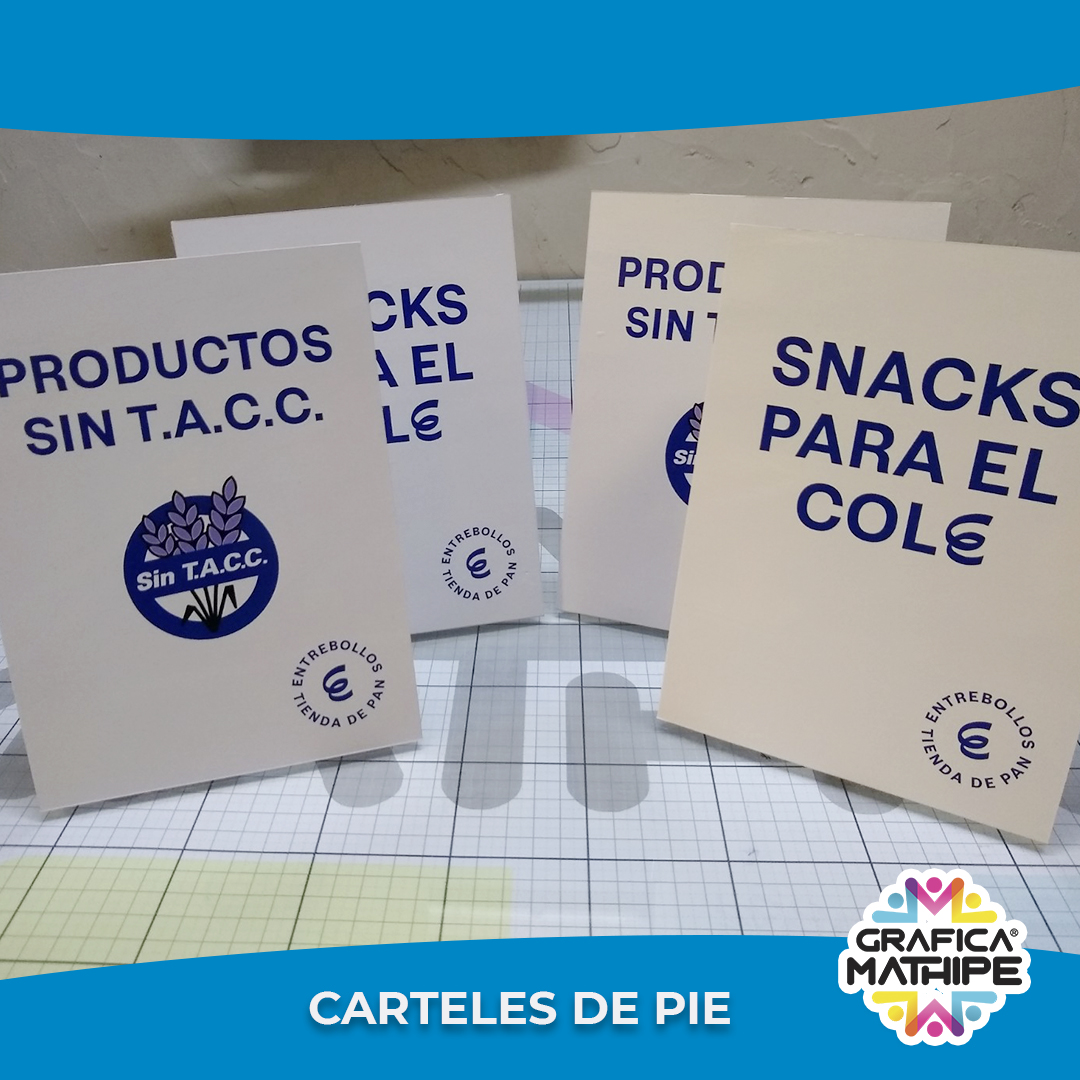 PRODUCTOS
SIN T.A.C.C.
Sin T.A.C.C.
ENTREBOLLOS
TIENDA DE PAN
CKS
A EL
LE
ENTREBOLLOS
TIENDA DE PAN
PROD
SIN T
Si
SNACKS
PARA EL
COLE
ENTREBOLLOS
TIENDA DE PAN
GRAFICA®
MATHIPE
CARTELES DE PIE